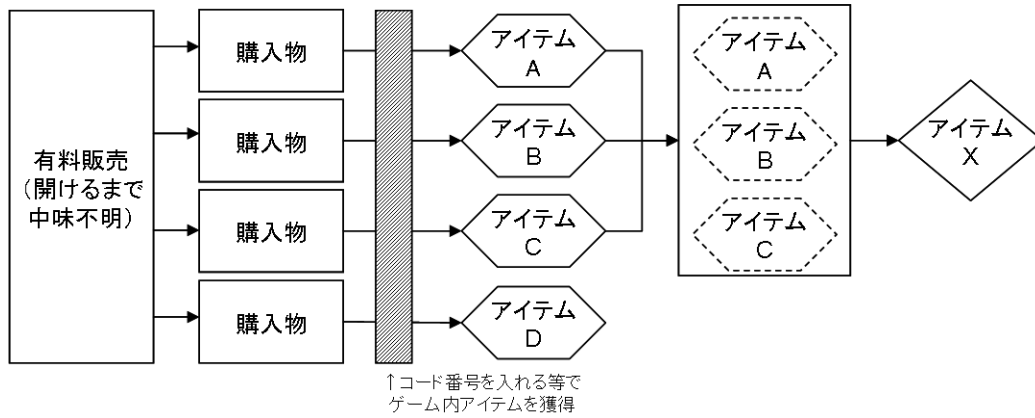 有料販売
（開けるまで
中味不明）
購入物
購入物
購入物
購入物
アイテム
A
アイテム
B
アイテム
C
アイテム
D
↑コード番号を入れる等で
ゲーム内アイテムを獲得
アイテム
A
アイテム
B
アイテム
C
アイテム
X